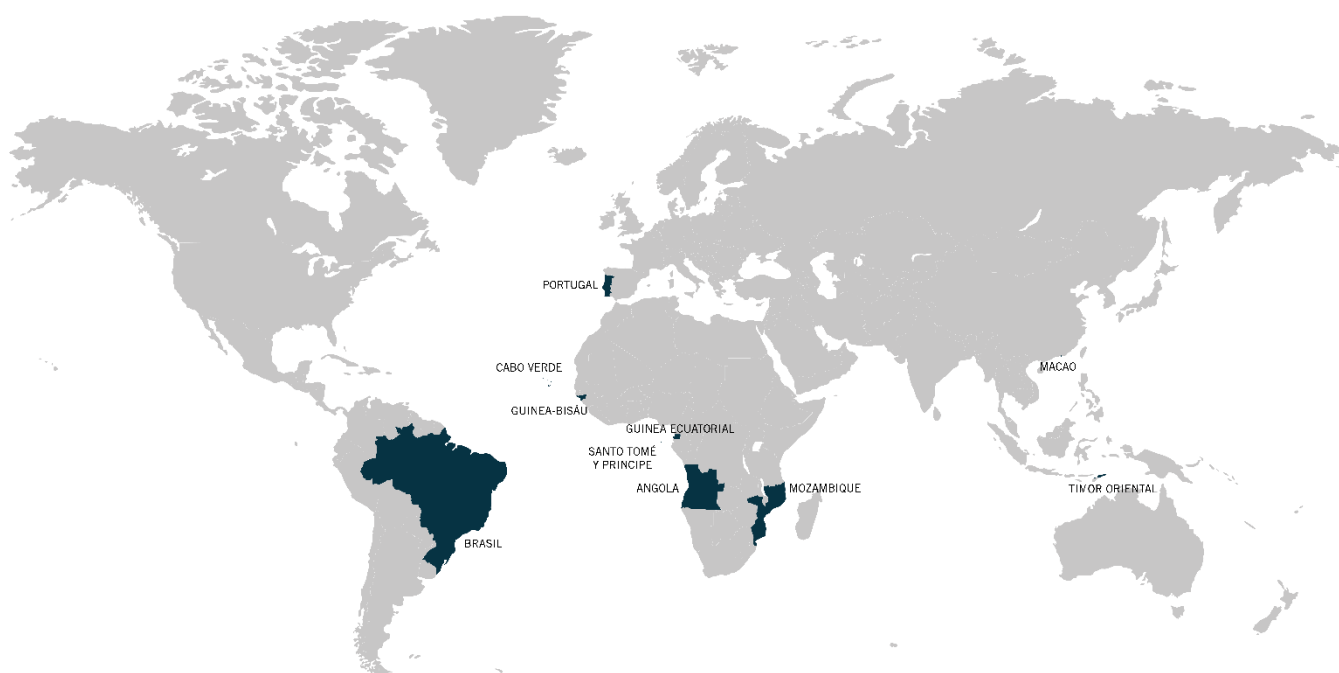 PORTUGAL
CABO VERDE
MACAO
GUINEA-BISÁU
GUINEA ECUATORIAL
SANTO TOMÉ
Y PRINCIPE
ANGOLA
MOZAMBIQUE
TIMOR ORIENTAL
BRASIL